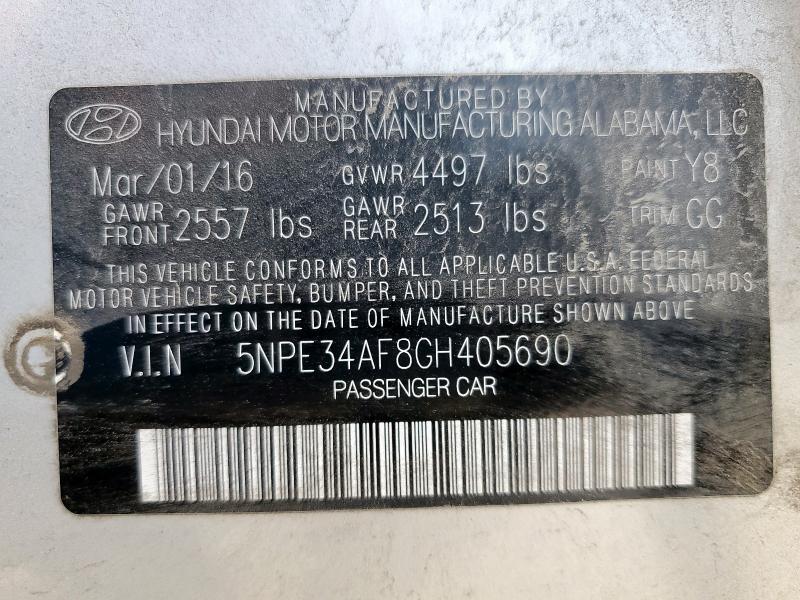 MANUFACTURED BY
HYUNDAI MOTOR MANUFACTURING ALABAMA, LLC
Mar/01/16 GVWR 4497 lbs PAINT Y8
GAWR FRONT 2557 lbs GAWR REAR 2513 lbs TRIM GG
THIS VEHICLE CONFORMS TO ALL APPLICABLE U.S.A. FEDERAL
MOTOR VEHICLE SAFETY, BUMPER, AND THEFT PREVENTION STANDARDS
IN EFFECT ON THE DATE OF MANUFACTURE SHOWN ABOVE
V.I.N 5NPE34AF8GH405690
PASSENGER CAR